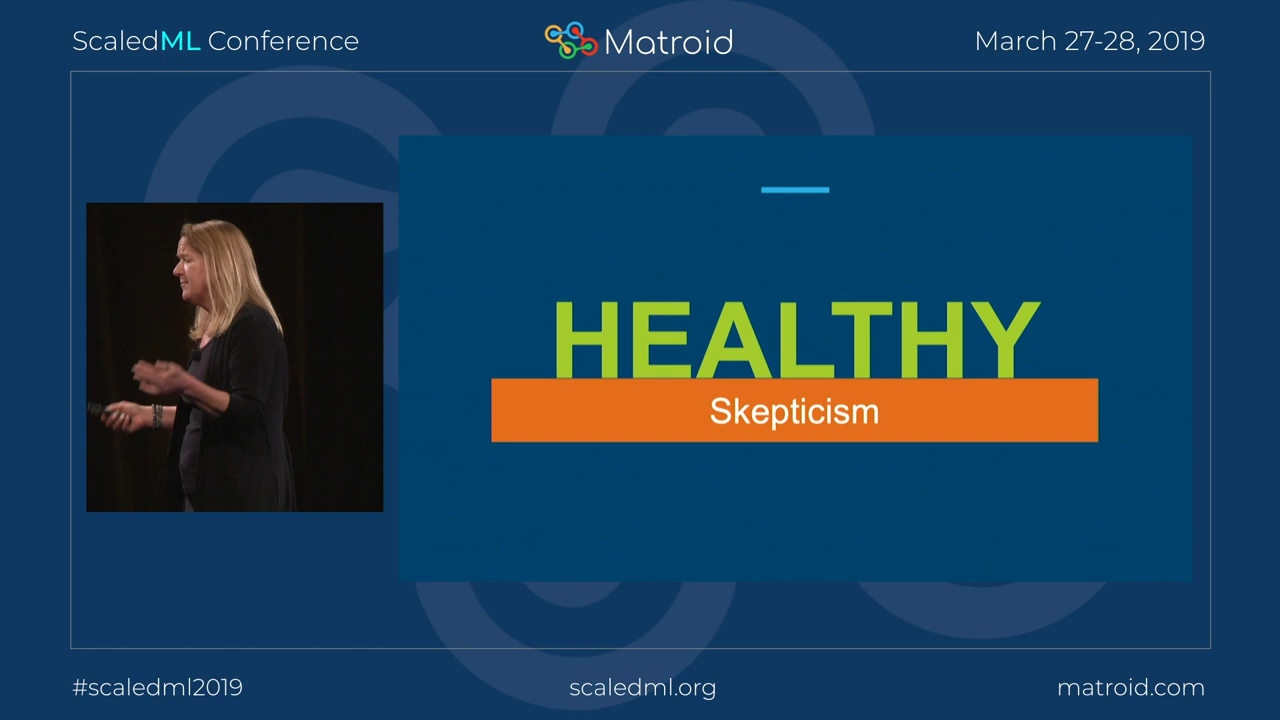 ScaledML Conference
Matroid
March 27-28, 2019
HEALTHY
Skepticism
#scaledml2019
scaledml.org
matroid.com